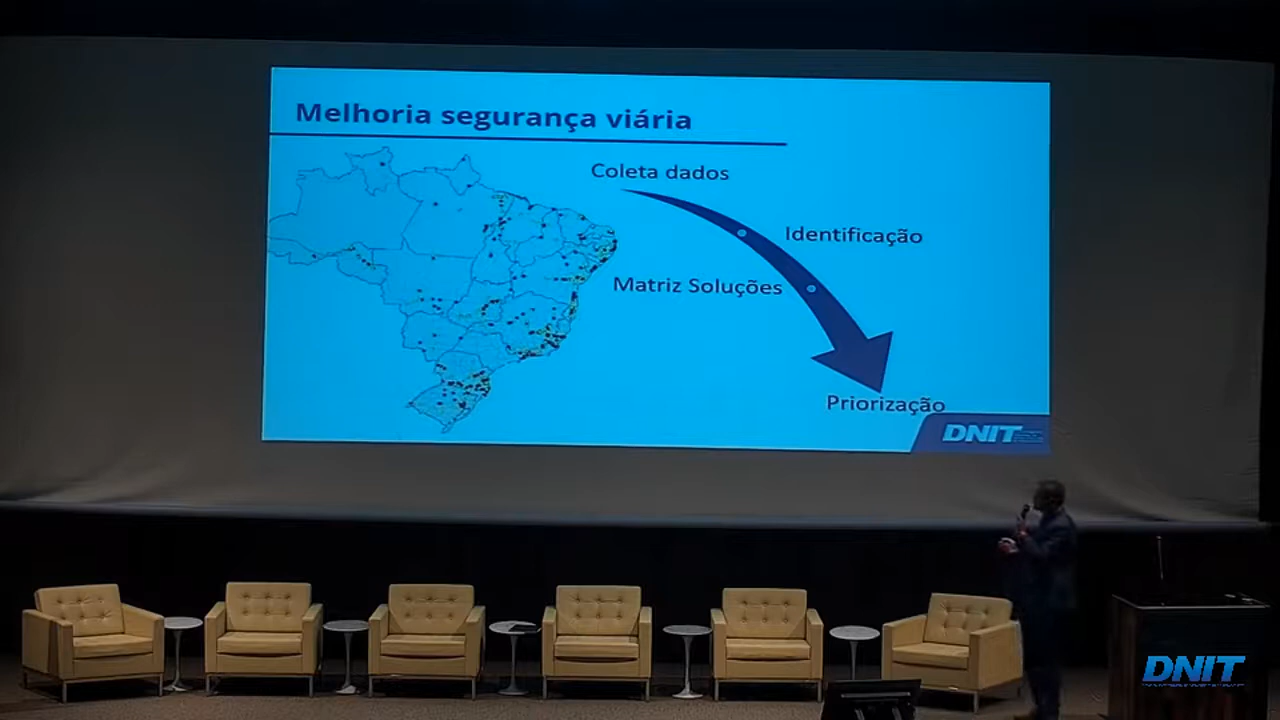 Melhoria segurança viária
Coleta dados
Identificação
Matriz Soluções
Priorização
DNIT
DNIT